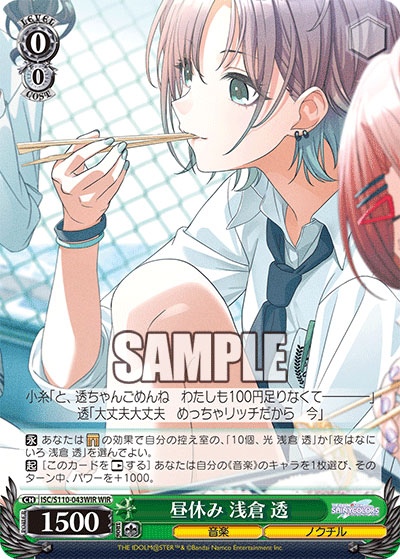 LEVEL
0
0
COST
SAMPLE
小糸「と、透ちゃんごめんね　わたしも100円足りなくて―――」
透「大丈夫大丈夫　めっちゃリッチだから　今」
永 あなたは の効果で自分の控え室の、「10個、光 浅倉 透」か「夜はなに
いろ 浅倉 透」を選んでよい。
起［このカードを する］ あなたは自分の《音楽》のキャラを1枚選び、そのターン中、パワーを＋1000。
CH ISC/S110-043WIR WIR
POWER
1500
昼休み 浅倉 透
SHINYCOLORS
音楽
ノクチル
THE IDOLM@STER™&©Bandai Namco Entertainment Inc.